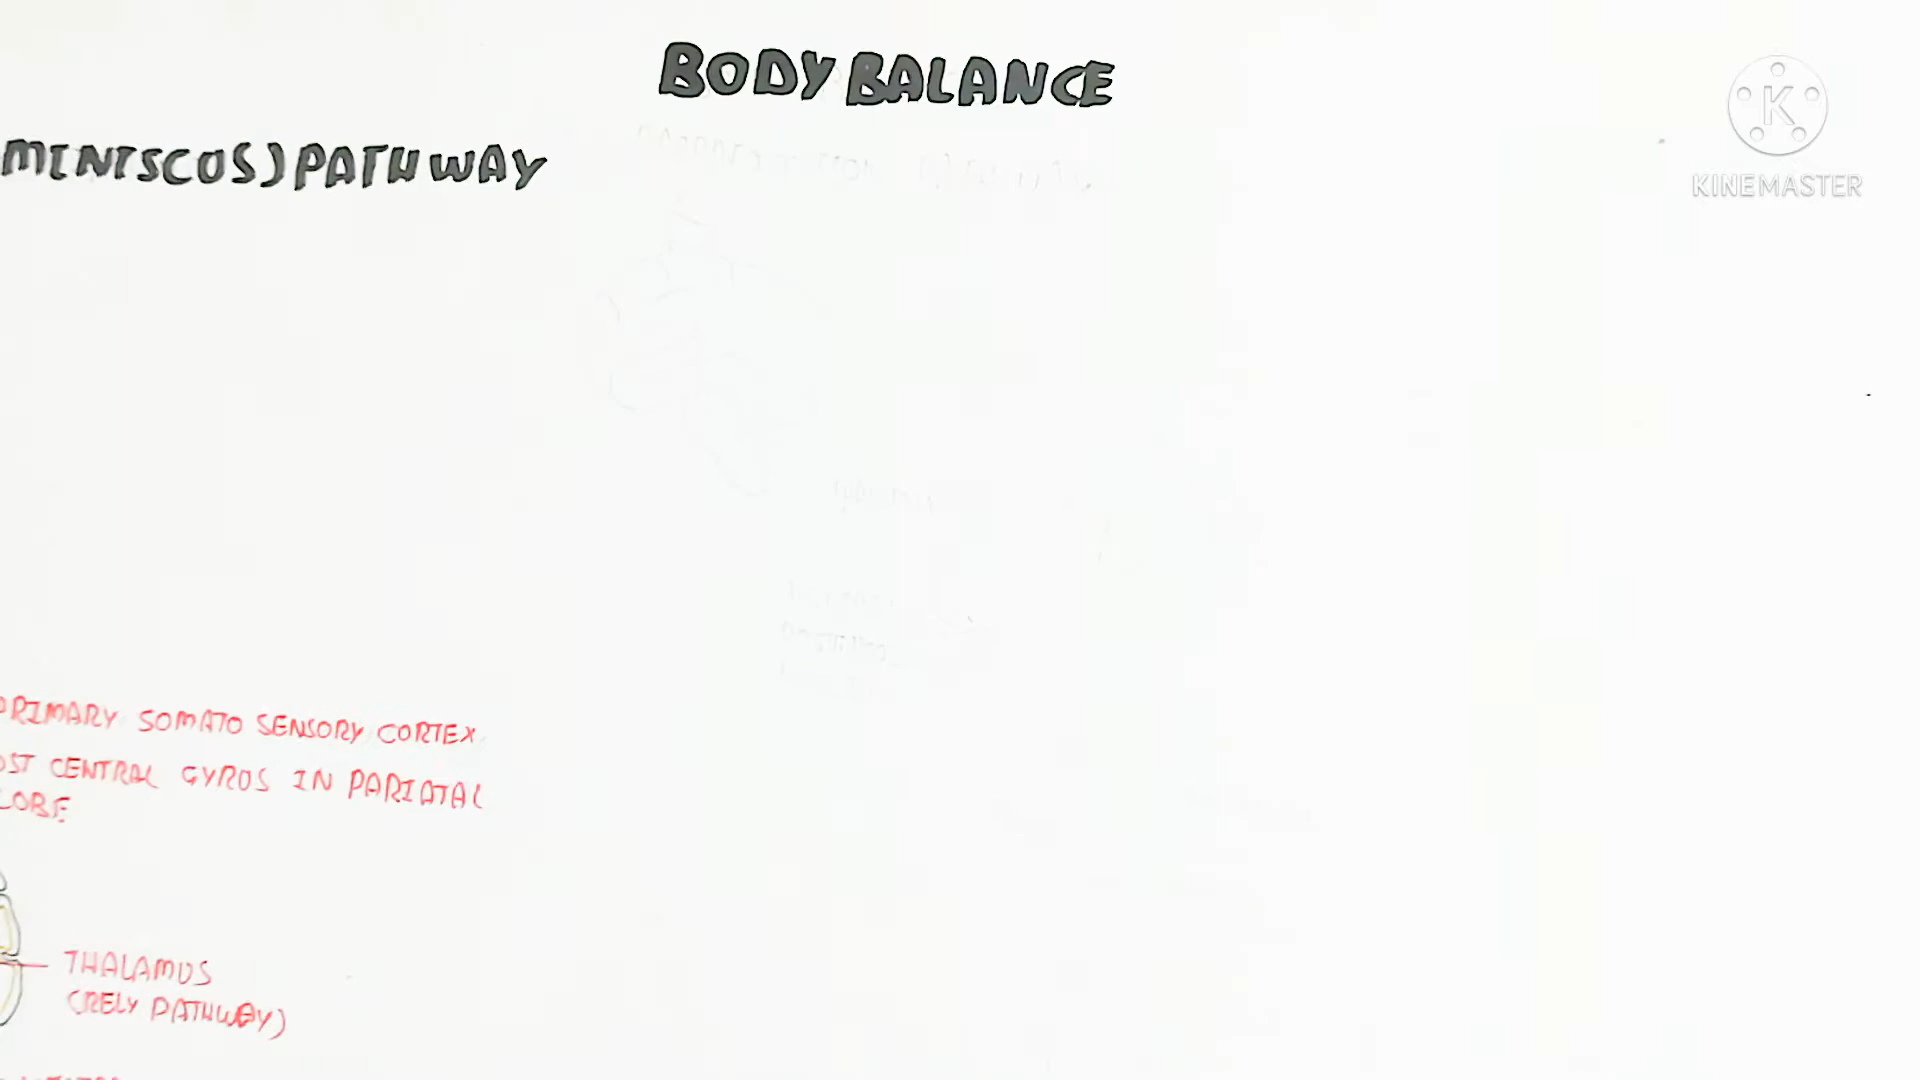 BODY BALANCE
MINISCUS) PATHWAY
KINEMASTER
PRIMARY SOMATO SENSORY CORTEX
OST CENTRAL GYRUS IN PARIATAL
LOBE
THALAMUS
(RELY PATHWAY)